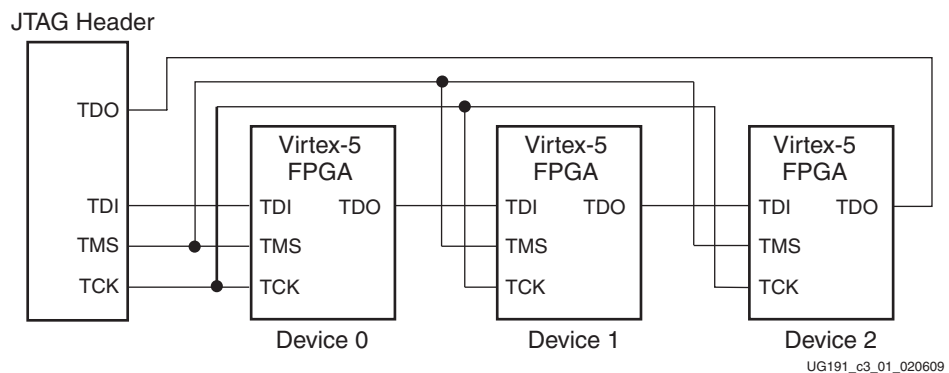 JTAG Header
TDO
Virtex-5
FPGA
Virtex-5
FPGA
Virtex-5
FPGA
TDI
TDI TDO
TDI TDO
TDI TDO
TMS
TMS
TMS
TMS
TCK
TCK
TCK
TCK
Device 0
Device 1
Device 2
UG191_c3_01_020609